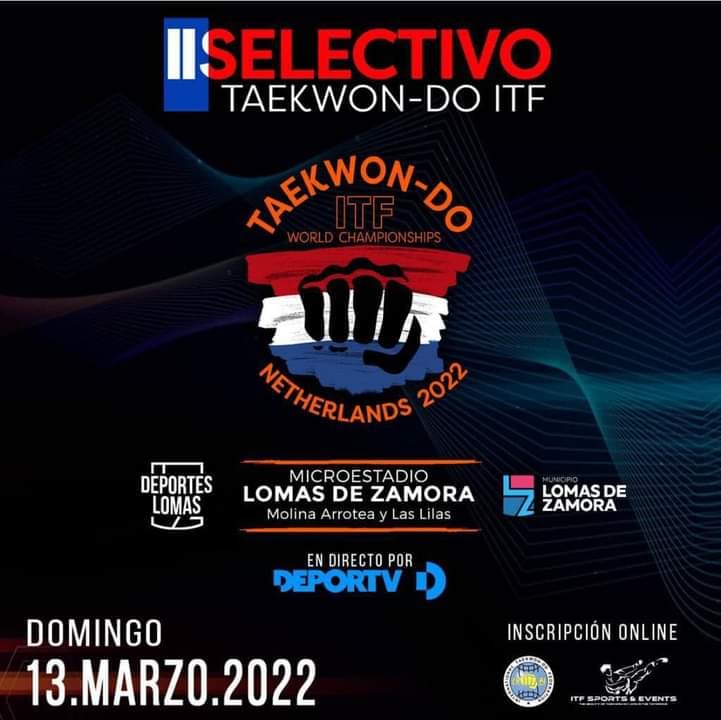 II SELECTIVO
TAEKWON-DO ITF
TAEKWON-DO
ITF
WORLD CHAMPIONSHIPS
NETHERLANDS 2022
DEPORTES
LOMAS
MICROESTADIO
LOMAS DE ZAMORA
Molina Arrotea y Las Lilas
MUNICIPIO
LOMAS DE
ZAMORA
EN DIRECTO POR
DEPORTV D
DOMINGO
13.MARZO.2022
INSCRIPCIÓN ONLINE
ITF SPORTS & EVENTS